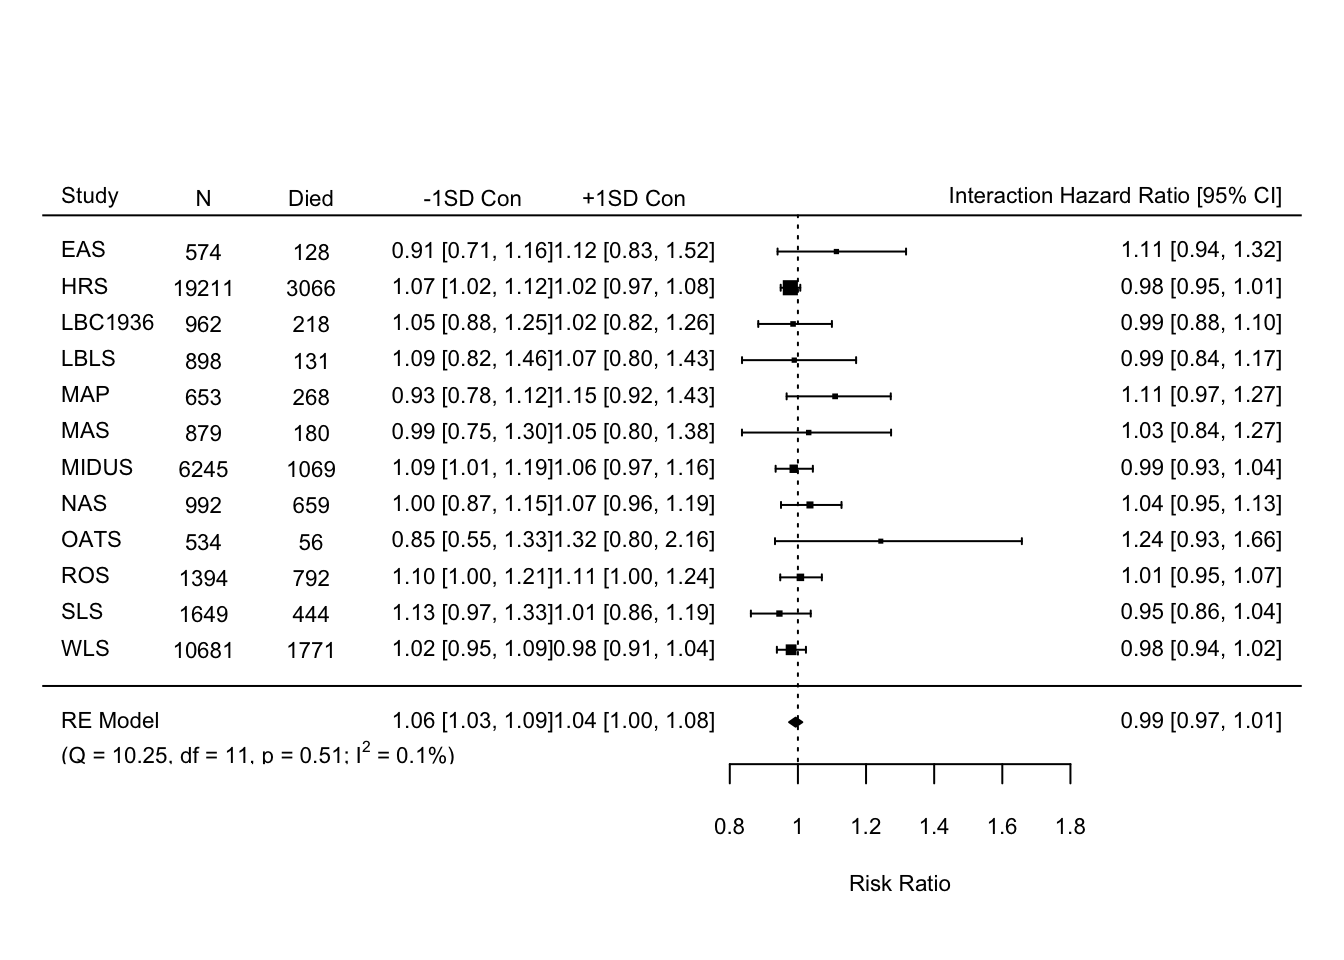 Study N Died -1SD Con +1SD Con Interaction Hazard Ratio [95% CI]
EAS 574 128 0.91 [0.71, 1.16] 1.12 [0.83, 1.52] 1.11 [0.94, 1.32]
HRS 19211 3066 1.07 [1.02, 1.12] 1.02 [0.97, 1.08] 0.98 [0.95, 1.01]
LBC1936 962 218 1.05 [0.88, 1.25] 1.02 [0.82, 1.26] 0.99 [0.88, 1.10]
LBLS 898 131 1.09 [0.82, 1.46] 1.07 [0.80, 1.43] 0.99 [0.84, 1.17]
MAP 653 268 0.93 [0.78, 1.12] 1.15 [0.92, 1.43] 1.11 [0.97, 1.27]
MAS 879 180 0.99 [0.75, 1.30] 1.05 [0.80, 1.38] 1.03 [0.84, 1.27]
MIDUS 6245 1069 1.09 [1.01, 1.19] 1.06 [0.97, 1.16] 0.99 [0.93, 1.04]
NAS 992 659 1.00 [0.87, 1.15] 1.07 [0.96, 1.19] 1.04 [0.95, 1.13]
OATS 534 56 0.85 [0.55, 1.33] 1.32 [0.80, 2.16] 1.24 [0.93, 1.66]
ROS 1394 792 1.10 [1.00, 1.21] 1.11 [1.00, 1.24] 1.01 [0.95, 1.07]
SLS 1649 444 1.13 [0.97, 1.33] 1.01 [0.86, 1.19] 0.95 [0.86, 1.04]
WLS 10681 1771 1.02 [0.95, 1.09] 0.98 [0.91, 1.04] 0.98 [0.94, 1.02]
RE Model 1.06 [1.03, 1.09] 1.04 [1.00, 1.08] 0.99 [0.97, 1.01]
(Q = 10.25, df = 11, p = 0.51; I² = 0.1%)
0.8 1 1.2 1.4 1.6 1.8
Risk Ratio